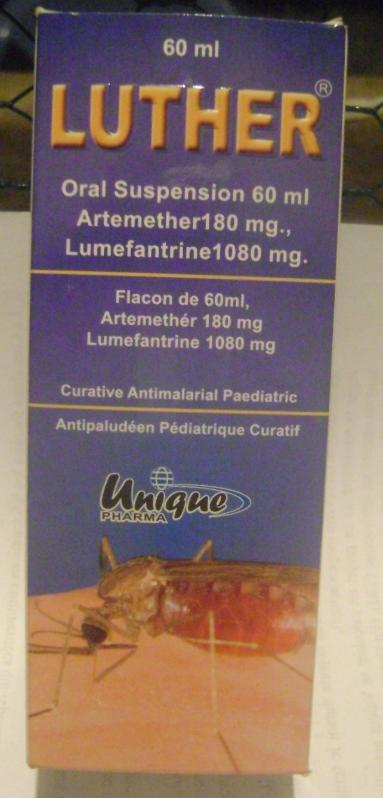 60 ml
LUTHER®
Oral Suspension 60 ml
Artemether180 mg.,
Lumefantrine1080 mg.
Flacon de 60ml,
Artemethér 180 mg
Lumefantrine 1080 mg
Curative Antimalarial Paediatric
Antipaludéen Pédiatrique Curatif
Unique
PHARMA